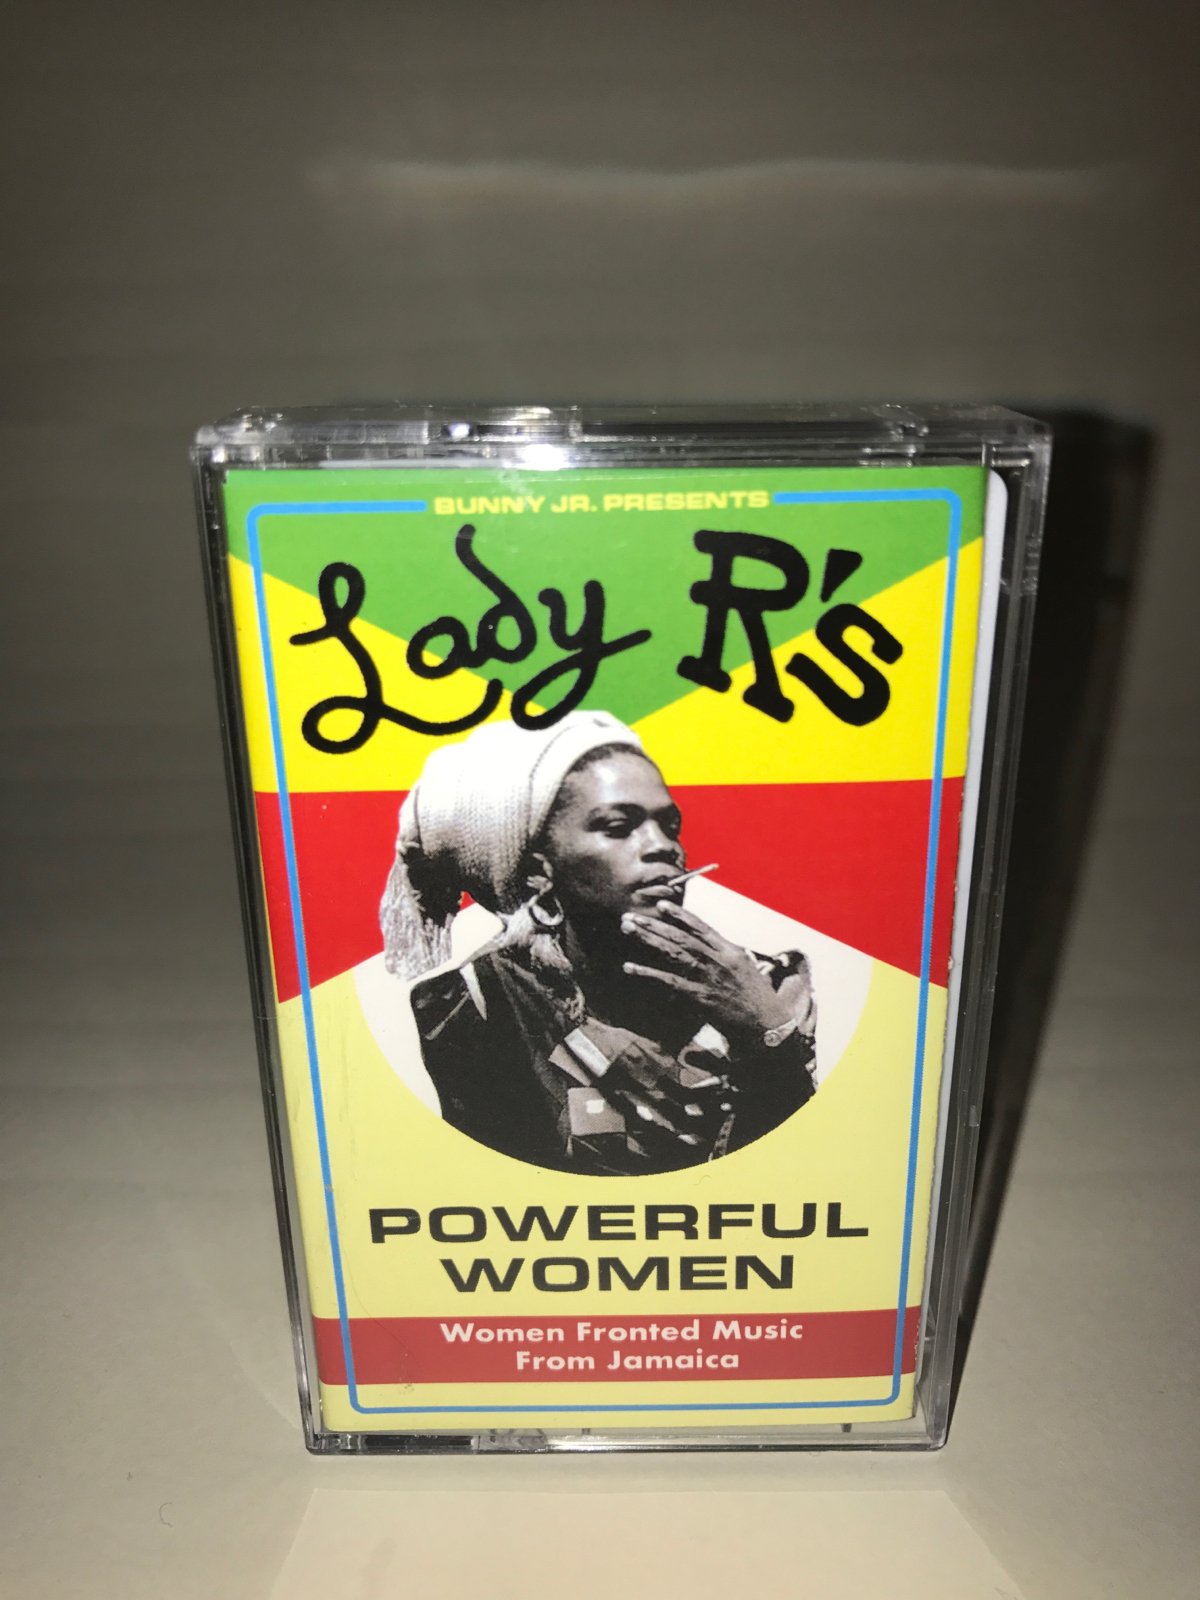 BUNNY JR. PRESENTS
Lady R's
POWERFUL
WOMEN
Women Fronted Music
From Jamaica